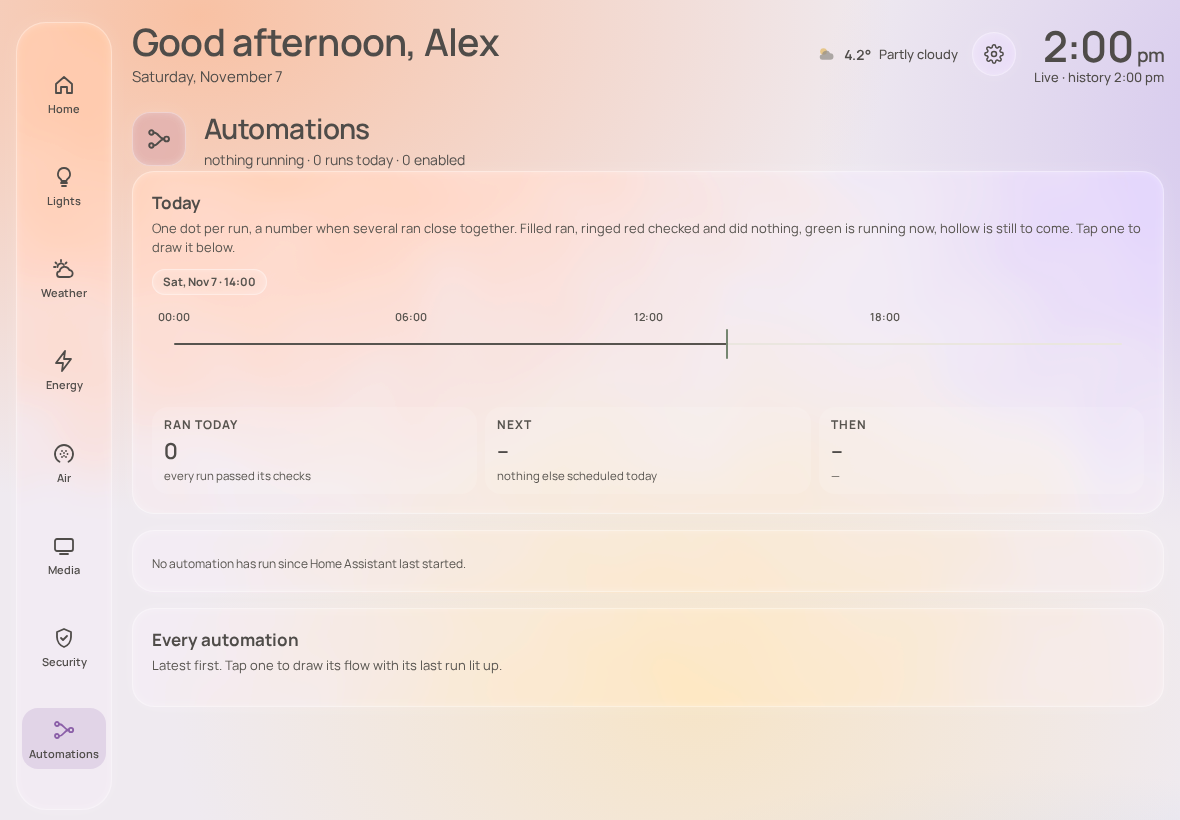 Good afternoon, Alex
Saturday, November 7
4.2° Partly cloudy
2:00 pm
Live · history 2:00 pm
Home
Lights
Weather
Energy
Air
Media
Security
Automations
Automations
nothing running · 0 runs today · 0 enabled
Today
One dot per run, a number when several ran close together. Filled ran, ringed red checked and did nothing, green is running now, hollow is still to come. Tap one to
draw it below.
Sat, Nov 7 · 14:00
00:00 06:00 12:00 18:00
RAN TODAY
0
every run passed its checks
NEXT
–
nothing else scheduled today
THEN
–
—
No automation has run since Home Assistant last started.
Every automation
Latest first. Tap one to draw its flow with its last run lit up.